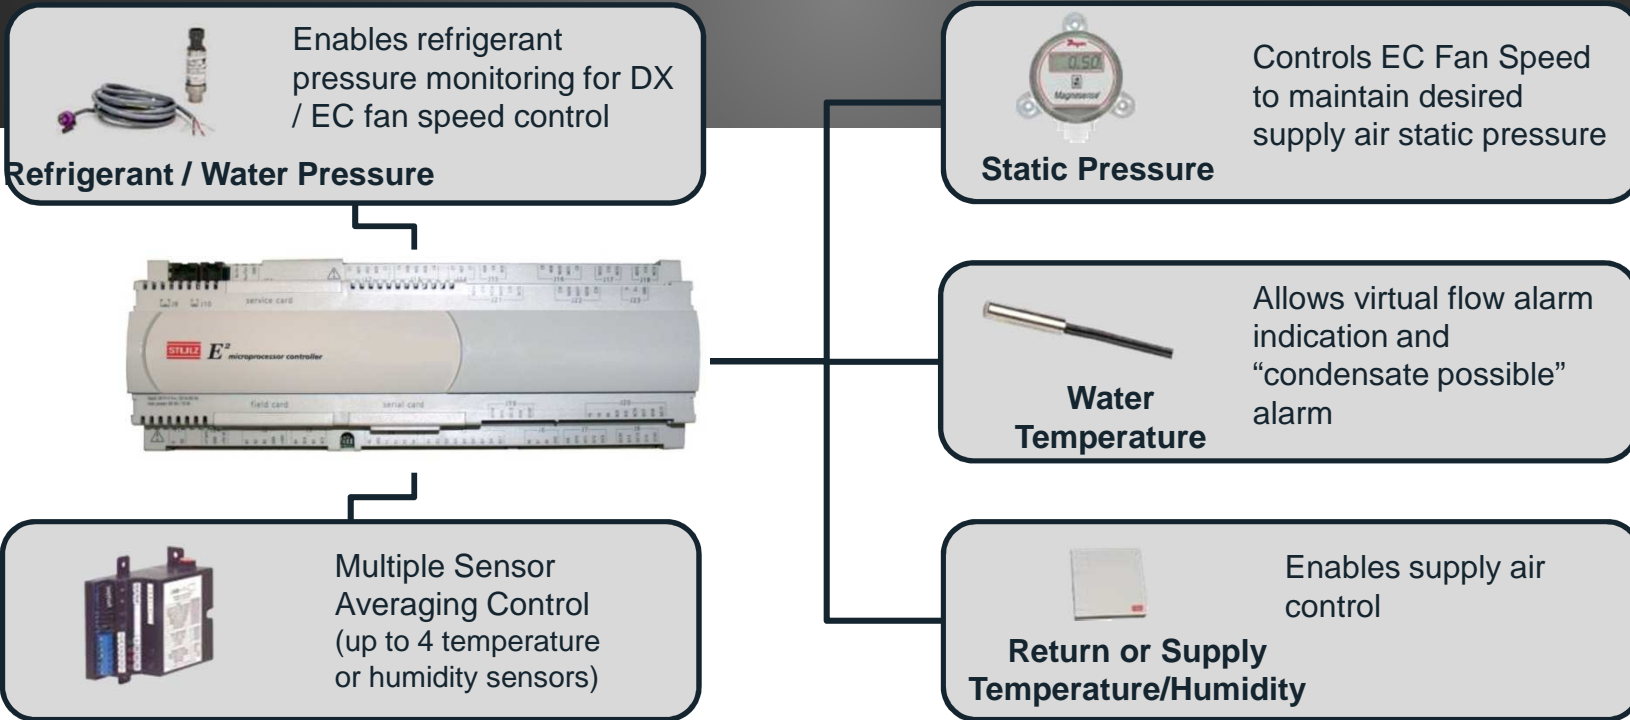 Enables refrigerant
pressure monitoring for DX
/ EC fan speed control
Refrigerant / Water Pressure
Controls EC Fan Speed
to maintain desired
supply air static pressure
Dwyer
0.50
Magnesense
Static Pressure
service card
STULZ E² microprocessor controller
field card
serial card
Allows virtual flow alarm
indication and
“condensate possible”
alarm
Water
Temperature
Multiple Sensor
Averaging Control
(up to 4 temperature
or humidity sensors)
Enables supply air
control
Return or Supply
Temperature/Humidity